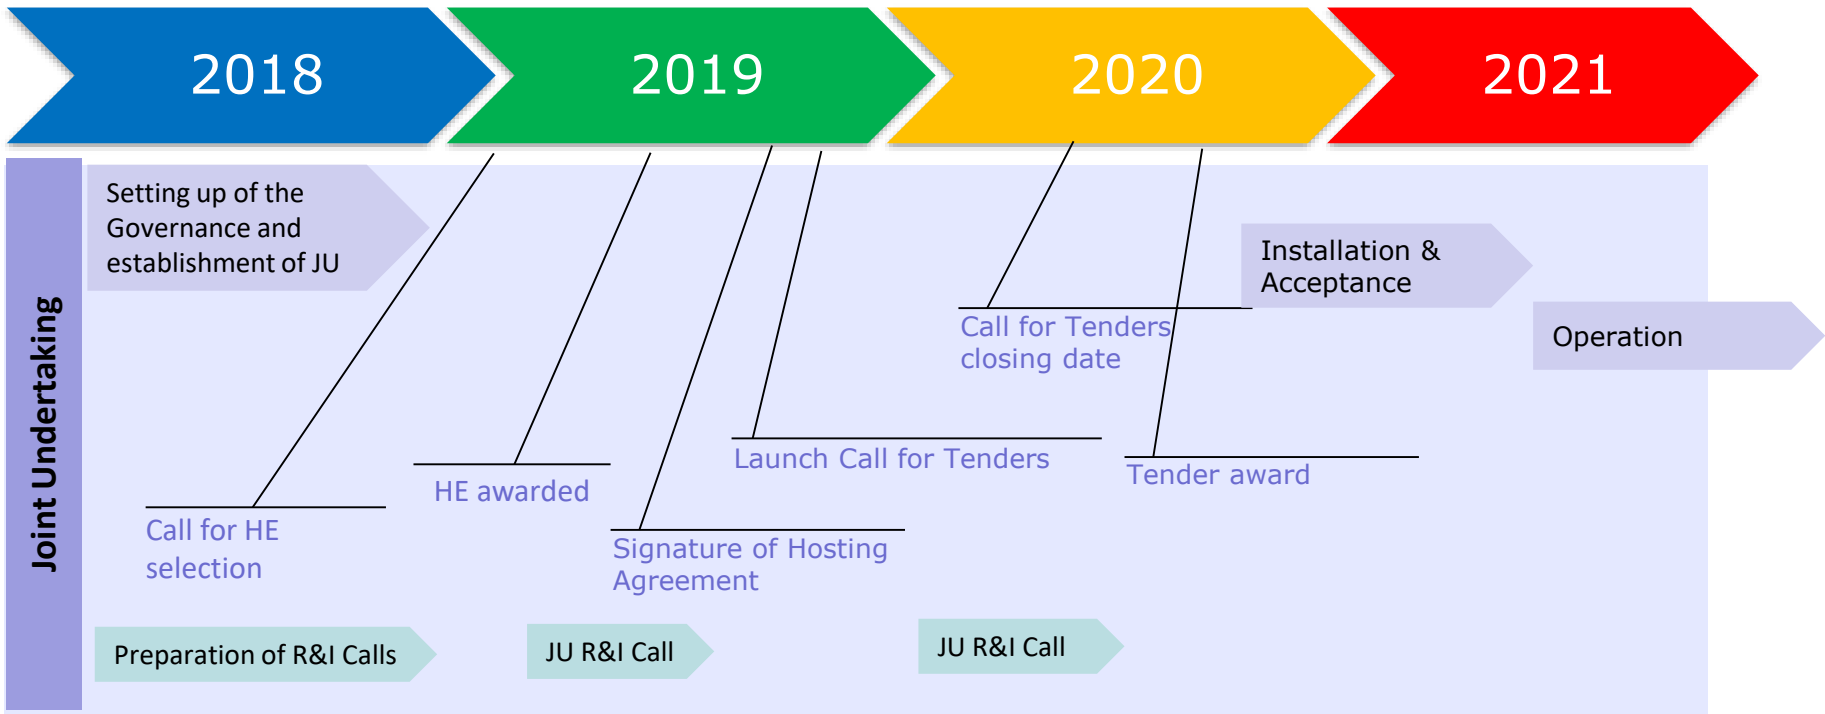 2018
2019
2020
2021
Joint Undertaking
Setting up of the
Governance and
establishment of JU
Installation &
Acceptance
Operation
Call for Tenders
closing date
Launch Call for Tenders
Tender award
HE awarded
Call for HE
selection
Signature of Hosting
Agreement
Preparation of R&I Calls
JU R&I Call
JU R&I Call